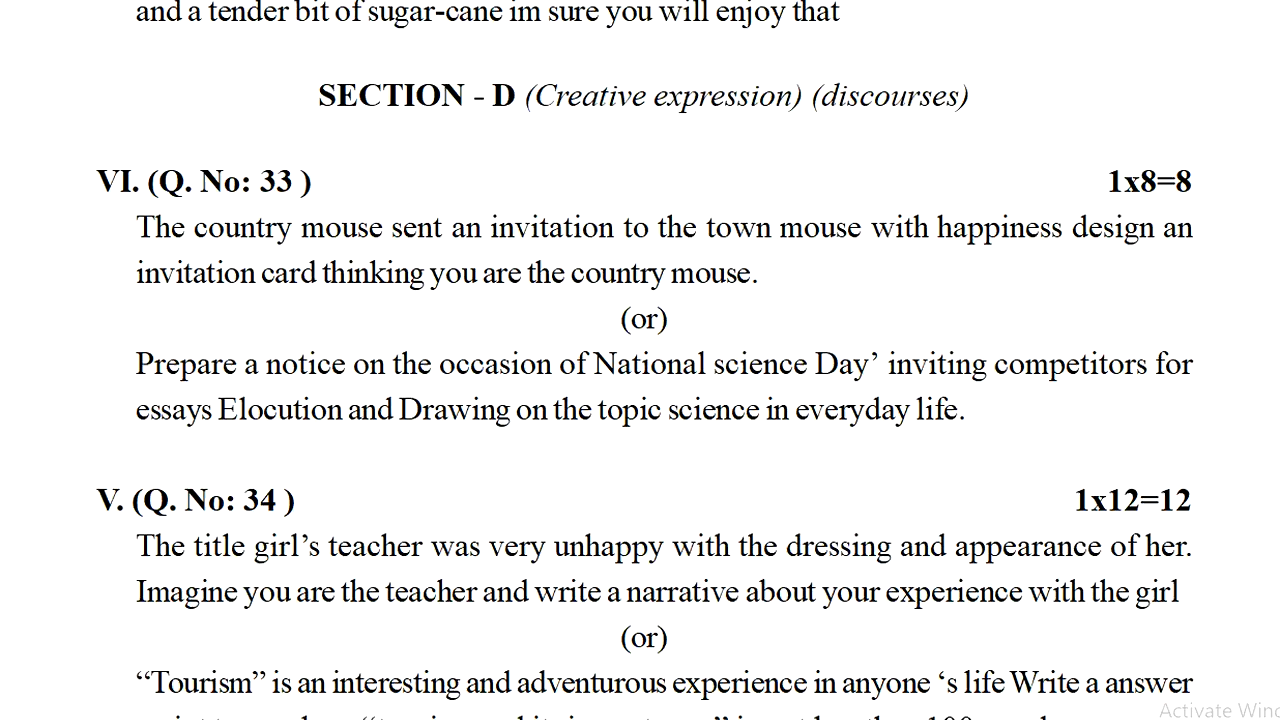 and a tender bit of sugar-cane im sure you will enjoy that
SECTION - D (Creative expression) (discourses)
VI. (Q. No: 33 ) 1x8=8
The country mouse sent an invitation to the town mouse with happiness design an
invitation card thinking you are the country mouse.
(or)
Prepare a notice on the occasion of National science Day’ inviting competitors for
essays Elocution and Drawing on the topic science in everyday life.
V. (Q. No: 34 ) 1x12=12
The title girl’s teacher was very unhappy with the dressing and appearance of her.
Imagine you are the teacher and write a narrative about your experience with the girl
(or)
“Tourism” is an interesting and adventurous experience in anyone ‘s life Write a answer
Activate Wind